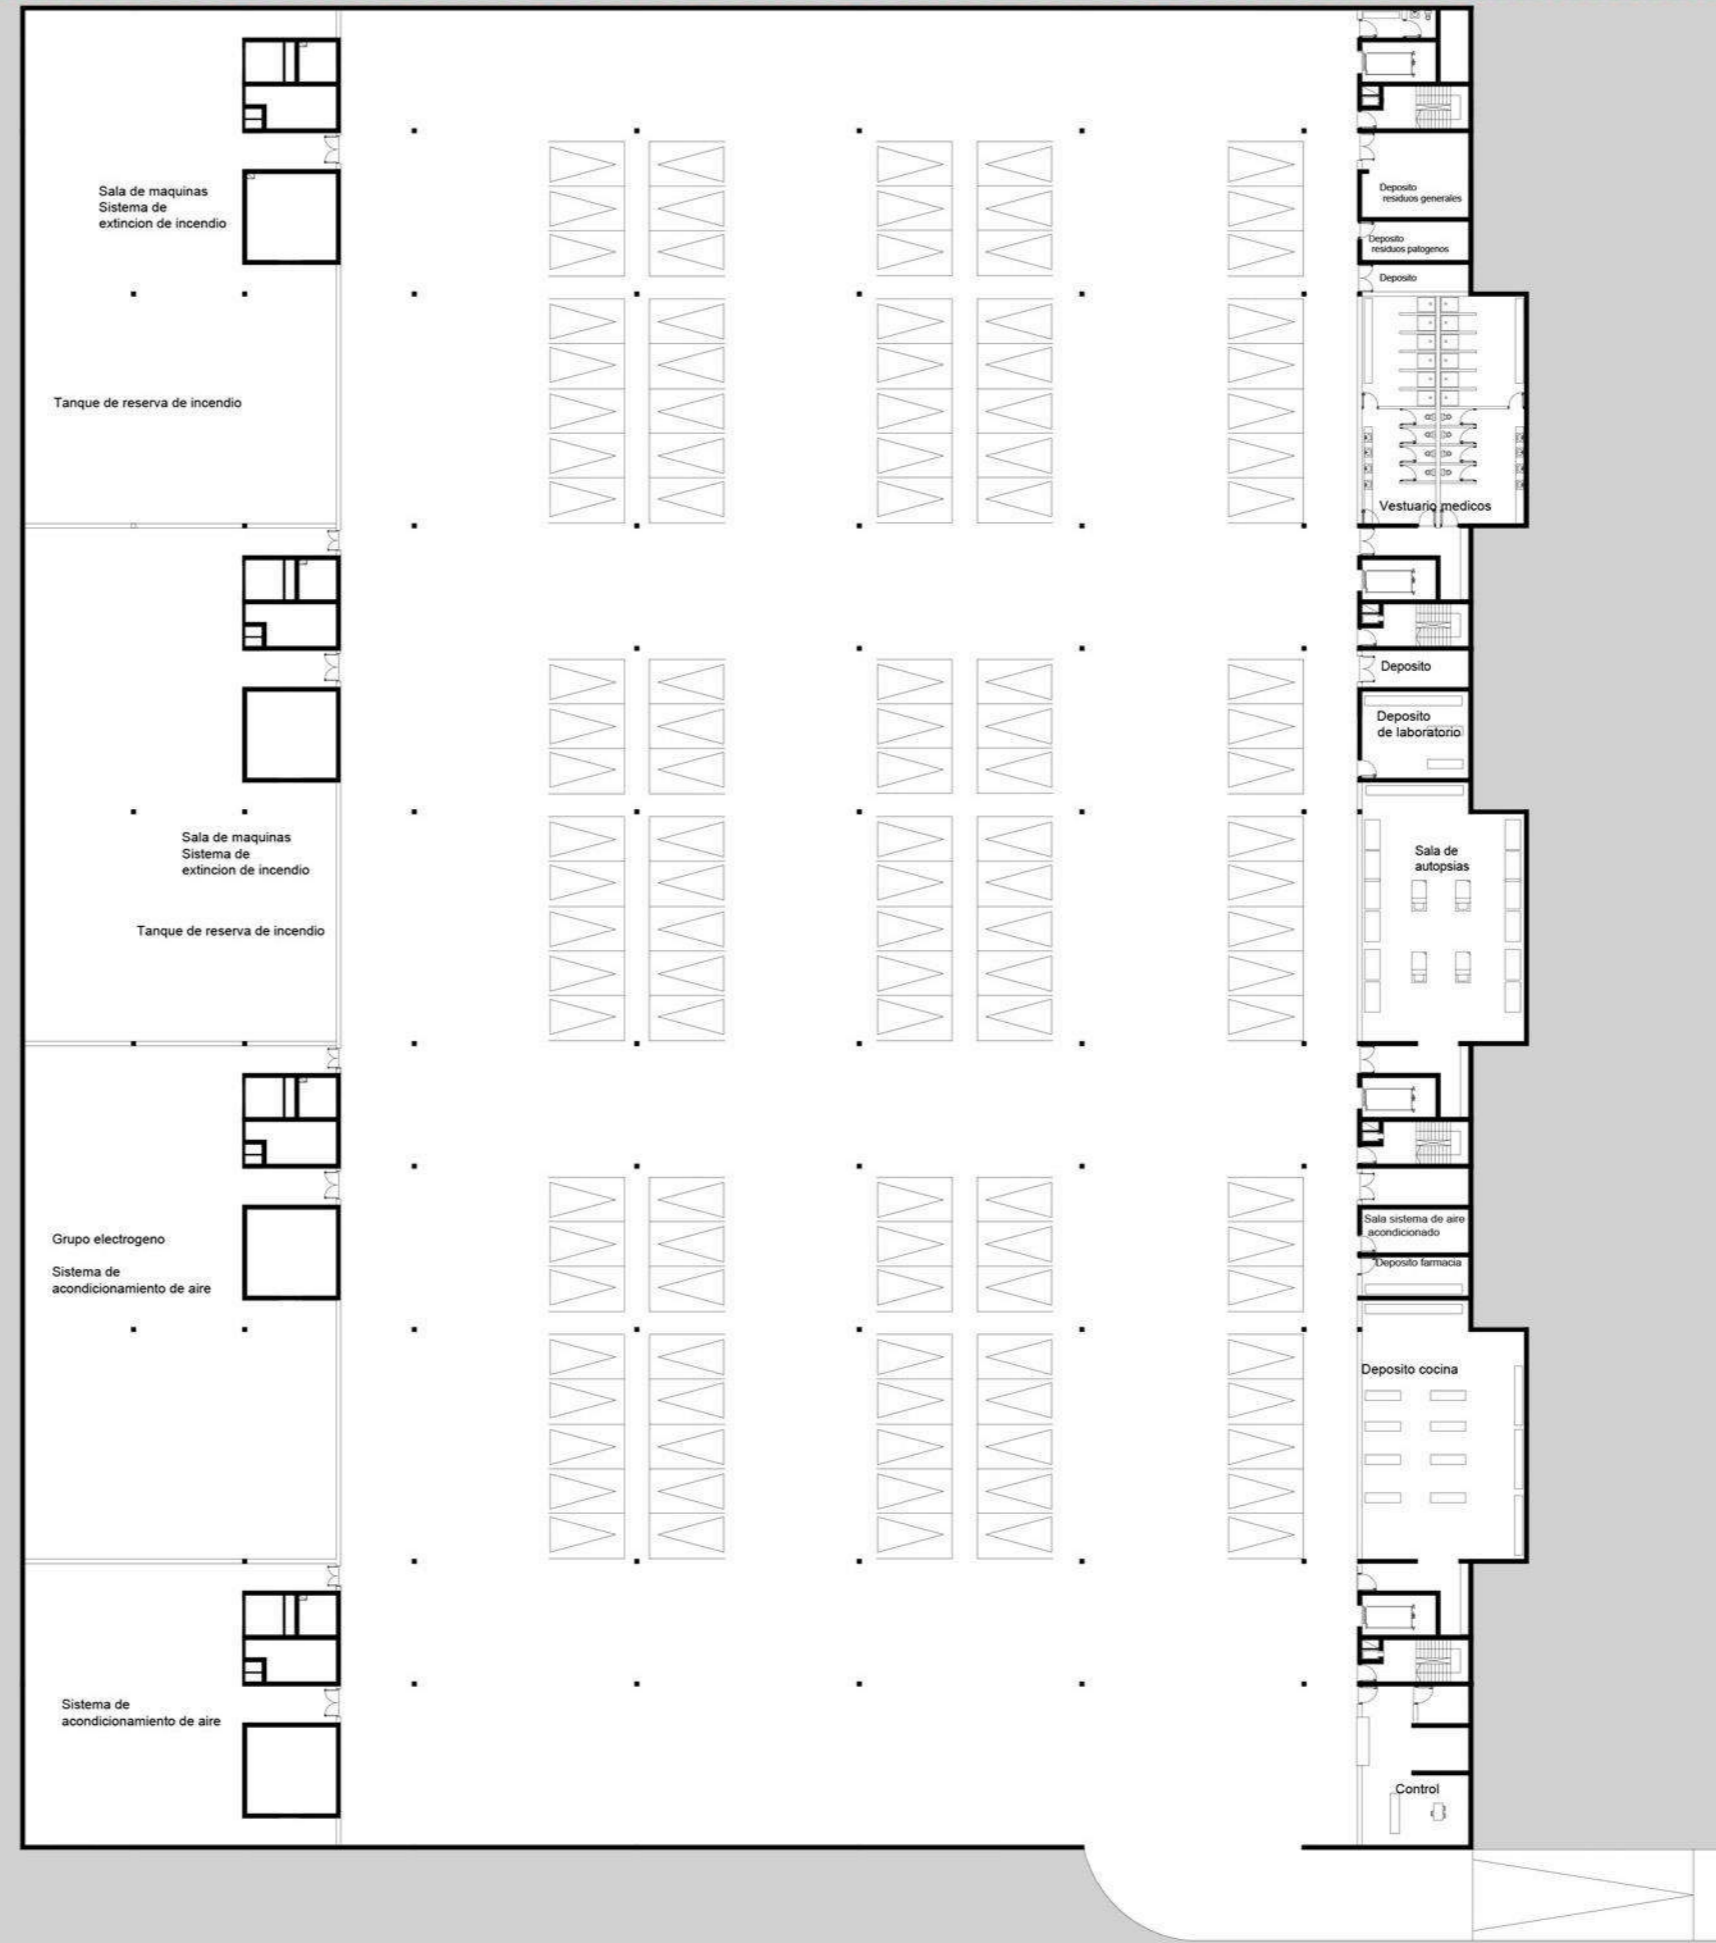 Sala de maquinas
Sistema de
extincion de incendio
Tanque de reserva de incendio
Sala de maquinas
Sistema de
extincion de incendio
Tanque de reserva de incendio
Grupo electrogeno
Sistema de
acondicionamiento de aire
Sistema de
acondicionamiento de aire
Deposito
residuos generales
Deposito
residuos patogenos
Deposito
Vestuario medicos
Deposito
Deposito
de laboratorio
Sala de
autopsias
Sala sistema de aire
acondicionado
Deposito farmacia
Deposito cocina
Control